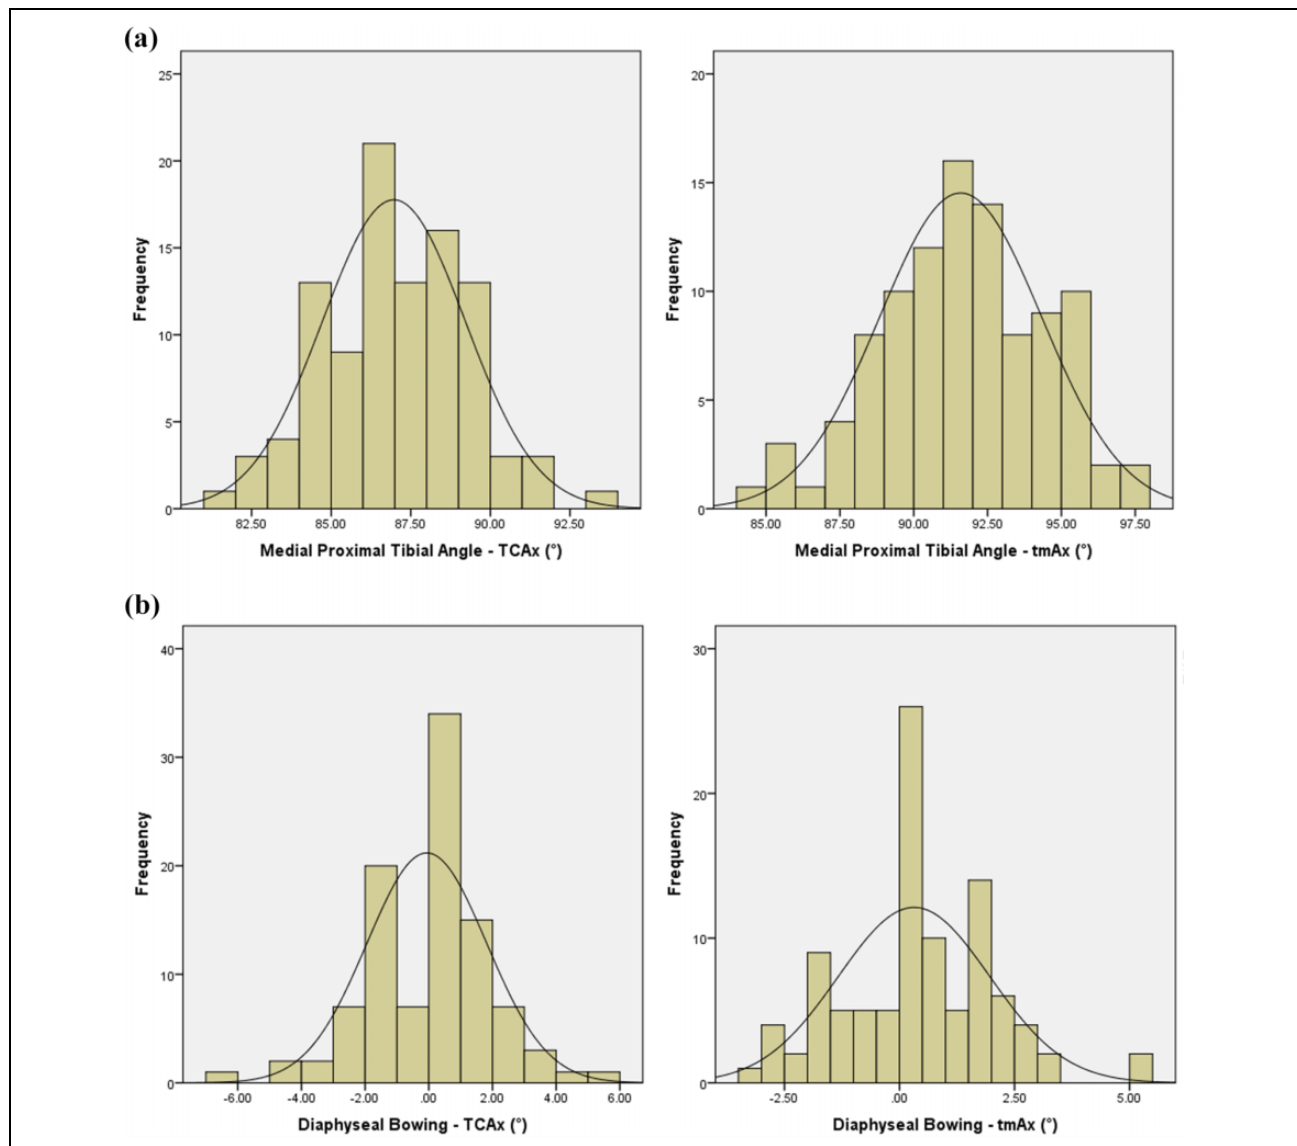 (a)
25
20
15
10
5
0
Frequency
82.50 85.00 87.50 90.00 92.50
Medial Proximal Tibial Angle - TCAx (°)
20
15
10
5
0
Frequency
85.00 87.50 90.00 92.50 95.00 97.50
Medial Proximal Tibial Angle - tmAx (°)
(b)
40
30
20
10
0
Frequency
-6.00 -4.00 -2.00 .00 2.00 4.00 6.00
Diaphyseal Bowing - TCAx (°)
30
20
10
0
Frequency
-2.50 .00 2.50 5.00
Diaphyseal Bowing - tmAx (°)